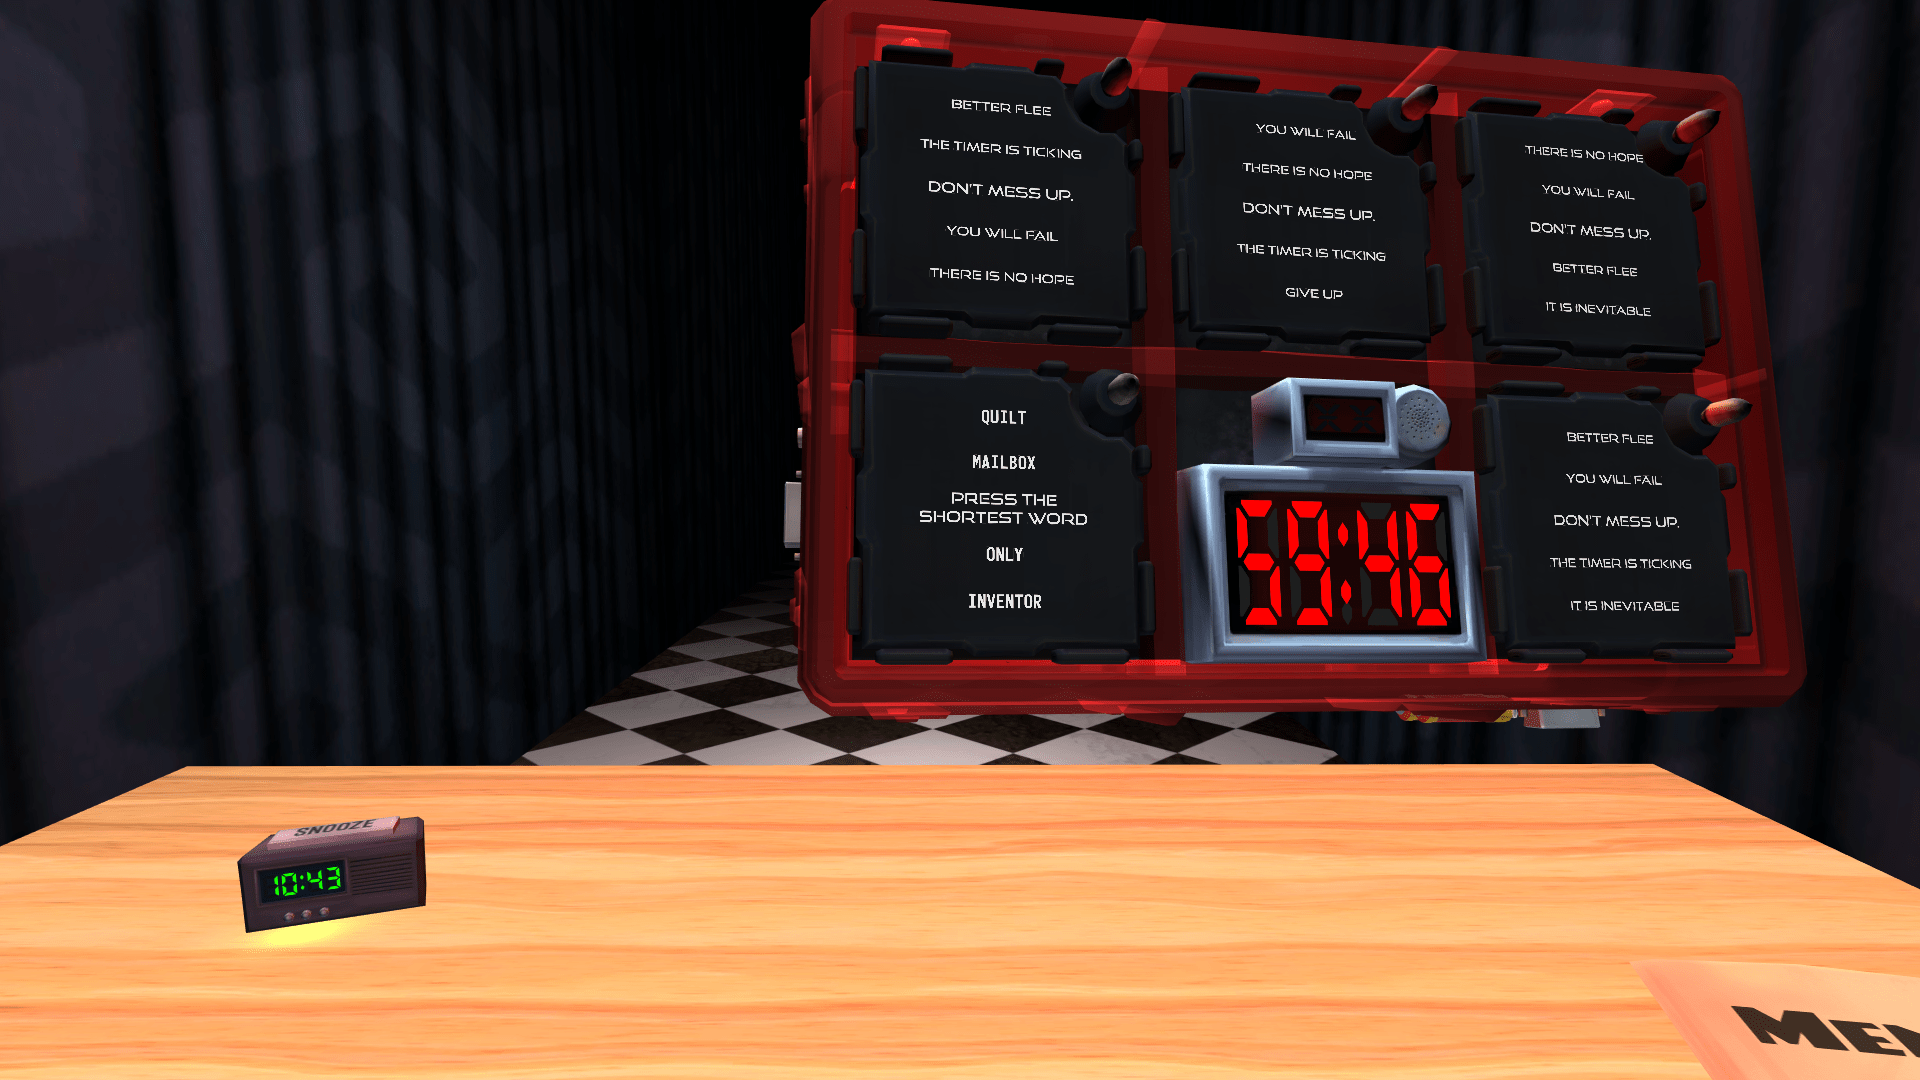 BETTER FLEE
THE TIMER IS TICKING
DON'T MESS UP.
YOU WILL FAIL
THERE IS NO HOPE
YOU WILL FAIL
THERE IS NO HOPE
DON'T MESS UP.
THE TIMER IS TICKING
GIVE UP
THERE IS NO HOPE
YOU WILL FAIL
DON'T MESS UP.
BETTER FLEE
IT IS INEVITABLE
QUILT
MAILBOX
PRESS THE
SHORTEST WORD
ONLY
INVENTOR
59:46
BETTER FLEE
YOU WILL FAIL
DON'T MESS UP.
THE TIMER IS TICKING
IT IS INEVITABLE
SNOOZE
10:43